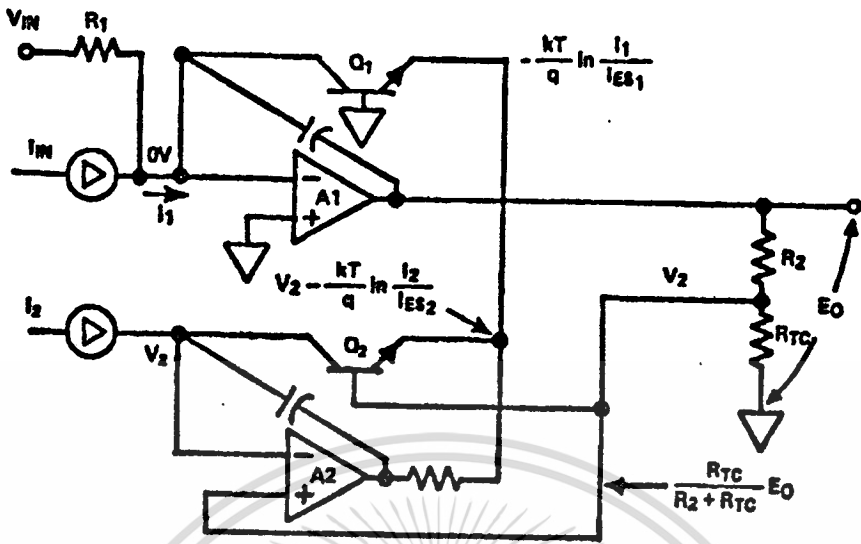 VIN
R1
Q1
- kT/q ln I1/IES1
IIN
0V
I1
-
A1
+
V2 - kT/q ln I2/IES2
V2
R2
I2
Q2
EO
V2
RTC
-
A2
+
RTC/R2 + RTC EO